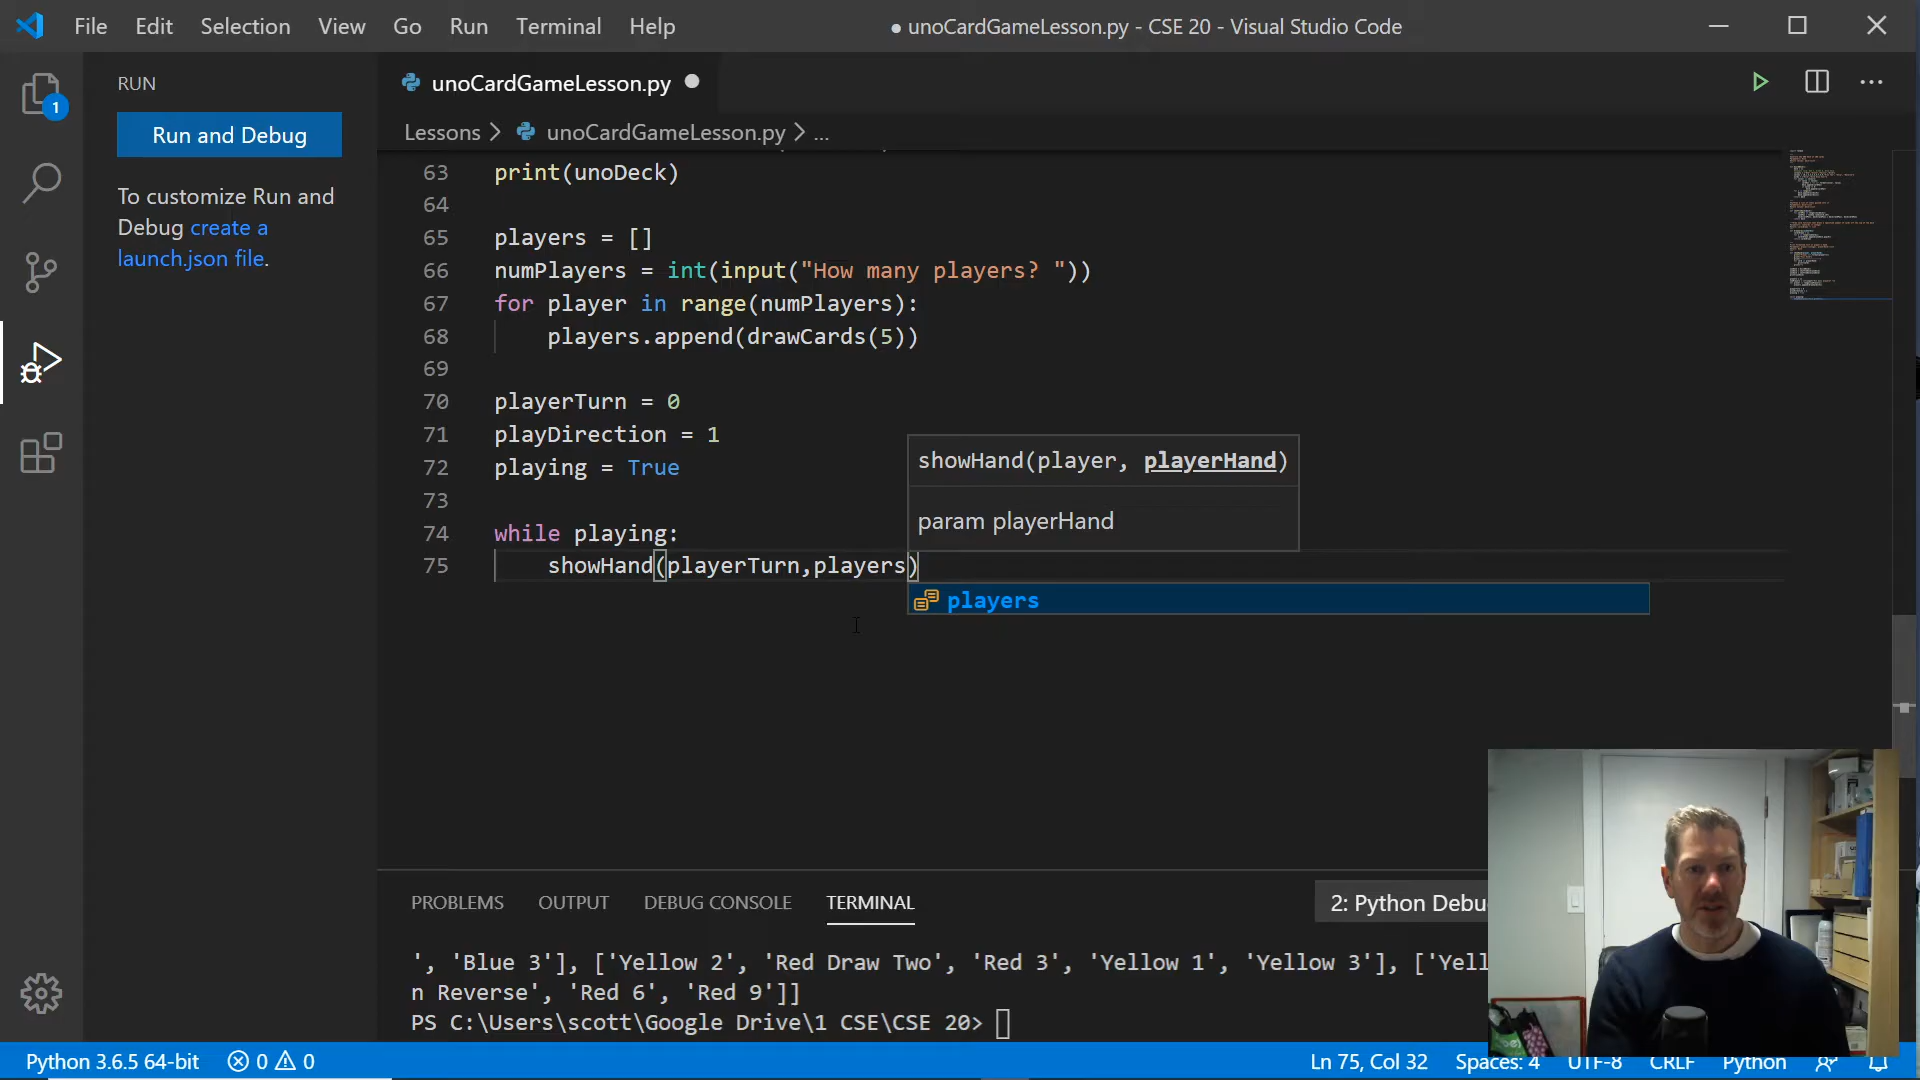 File Edit Selection View Go Run Terminal Help ● unoCardGameLesson.py - CSE 20 - Visual Studio Code
RUN
Run and Debug
To customize Run and
Debug create a
launch.json file.
1
unoCardGameLesson.py
Lessons > unoCardGameLesson.py > ...
63 print(unoDeck)
64
65 players = []
66 numPlayers = int(input("How many players? "))
67 for player in range(numPlayers):
68 players.append(drawCards(5))
69
70 playerTurn = 0
71 playDirection = 1
72 playing = True
73
74 while playing:
75 showHand(playerTurn,players)
showHand(player, playerHand)
param playerHand
players
PROBLEMS OUTPUT DEBUG CONSOLE TERMINAL 2: Python Debu
', 'Blue 3'], ['Yellow 2', 'Red Draw Two', 'Red 3', 'Yellow 1', 'Yellow 3'], ['Yell
n Reverse', 'Red 6', 'Red 9']]
PS C:\Users\scott\Google Drive\1 CSE\CSE 20>
Python 3.6.5 64-bit 0 0 Ln 75, Col 32 Spaces: 4 UTF-8 CRLF Python